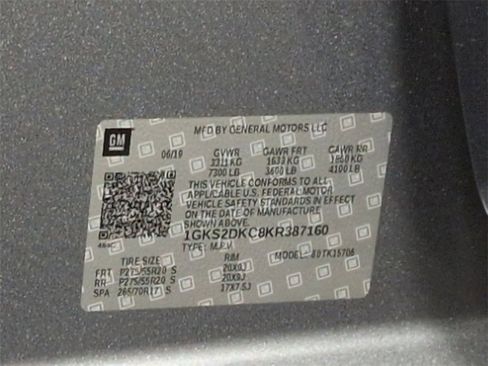 GM
MFD BY GENERAL MOTORS LLC
06/19 GVWR GAWR FRT GAWR RR
3311 KG 1633 KG 1860 KG
7300 LB 3600 LB 4100 LB
THIS VEHICLE CONFORMS TO ALL
APPLICABLE U.S. FEDERAL MOTOR
VEHICLE SAFETY STANDARDS IN EFFECT
ON THE DATE OF MANUFACTURE
SHOWN ABOVE.
1GKS2DKC8KR387160
TYPE: M.P.V. MODEL:
TIRE SIZE RIM
FRT P275/55R20 S 20X9J
RR P275/55R20 S 20X9J
SPA 265/70R17 S 17X7.5J